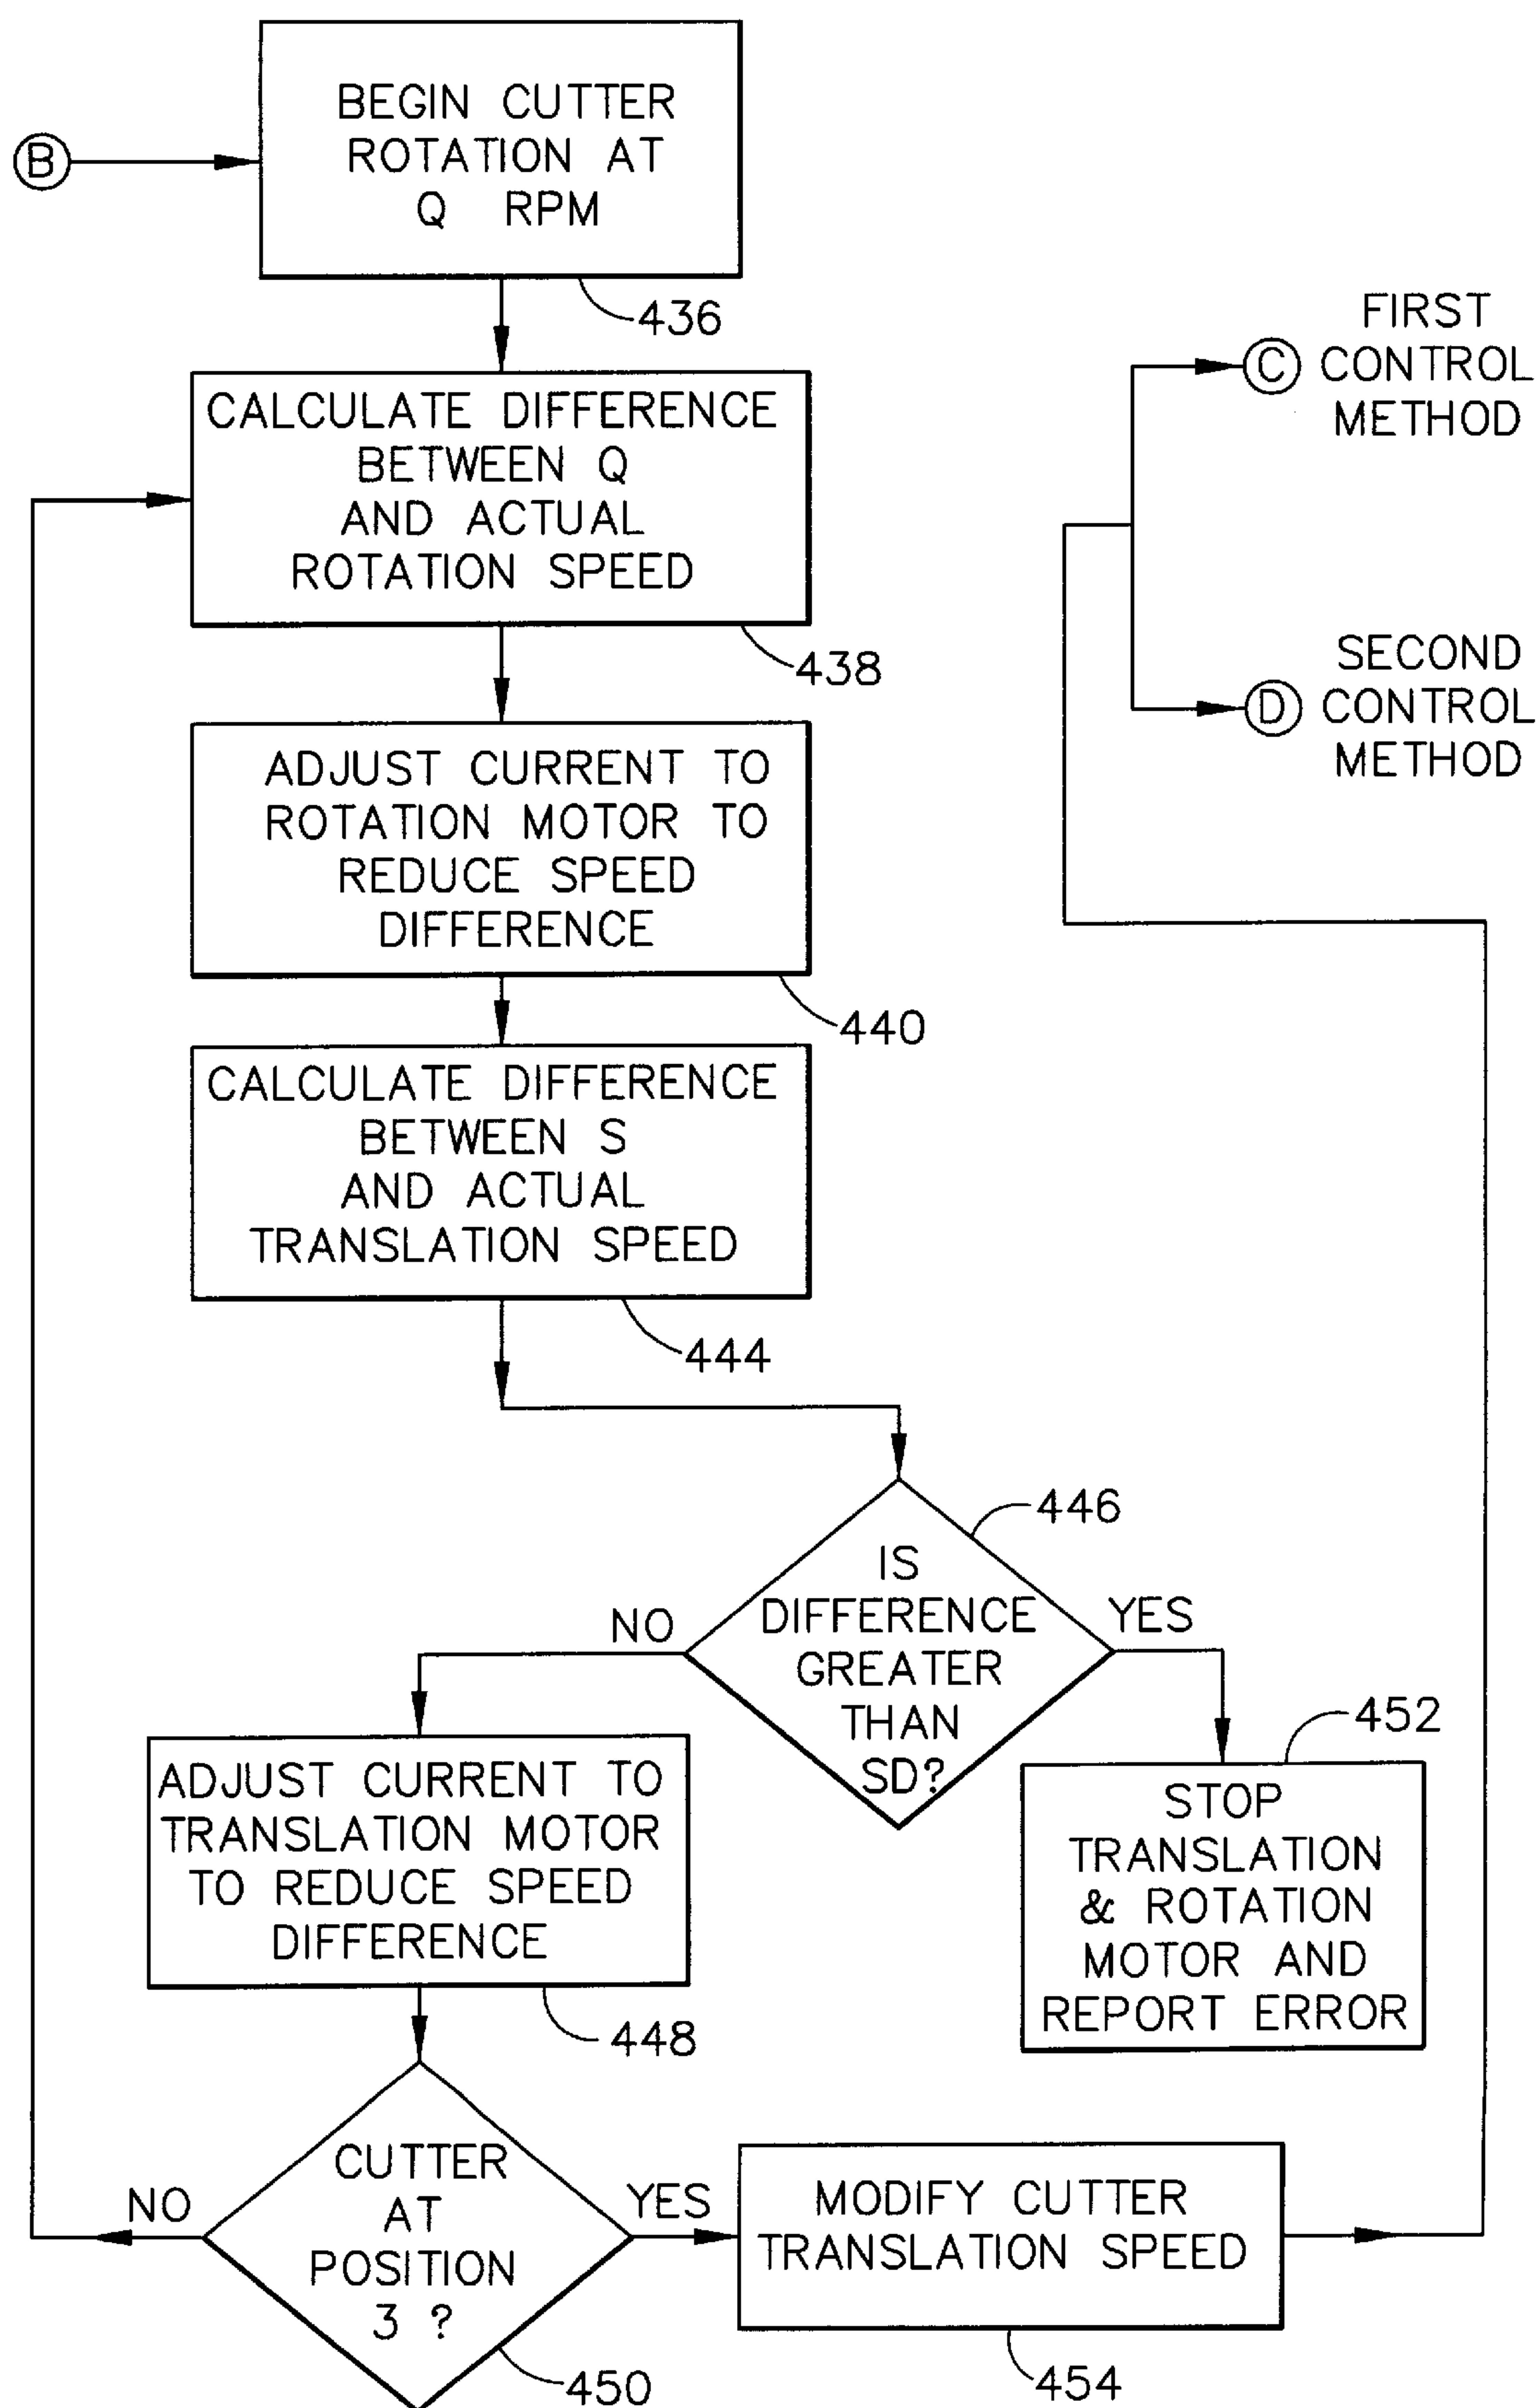 B
BEGIN CUTTER
ROTATION AT
Q RPM
436
CALCULATE DIFFERENCE
BETWEEN Q
AND ACTUAL
ROTATION SPEED
438
FIRST
C CONTROL
METHOD
SECOND
D CONTROL
METHOD
ADJUST CURRENT TO
ROTATION MOTOR TO
REDUCE SPEED
DIFFERENCE
440
CALCULATE DIFFERENCE
BETWEEN S
AND ACTUAL
TRANSLATION SPEED
444
446
IS
DIFFERENCE
GREATER
THAN
SD?
NO
YES
ADJUST CURRENT TO
TRANSLATION MOTOR
TO REDUCE SPEED
DIFFERENCE
448
452
STOP
TRANSLATION
& ROTATION
MOTOR AND
REPORT ERROR
CUTTER
AT
POSITION
3 ?
450
NO
YES
MODIFY CUTTER
TRANSLATION SPEED
454